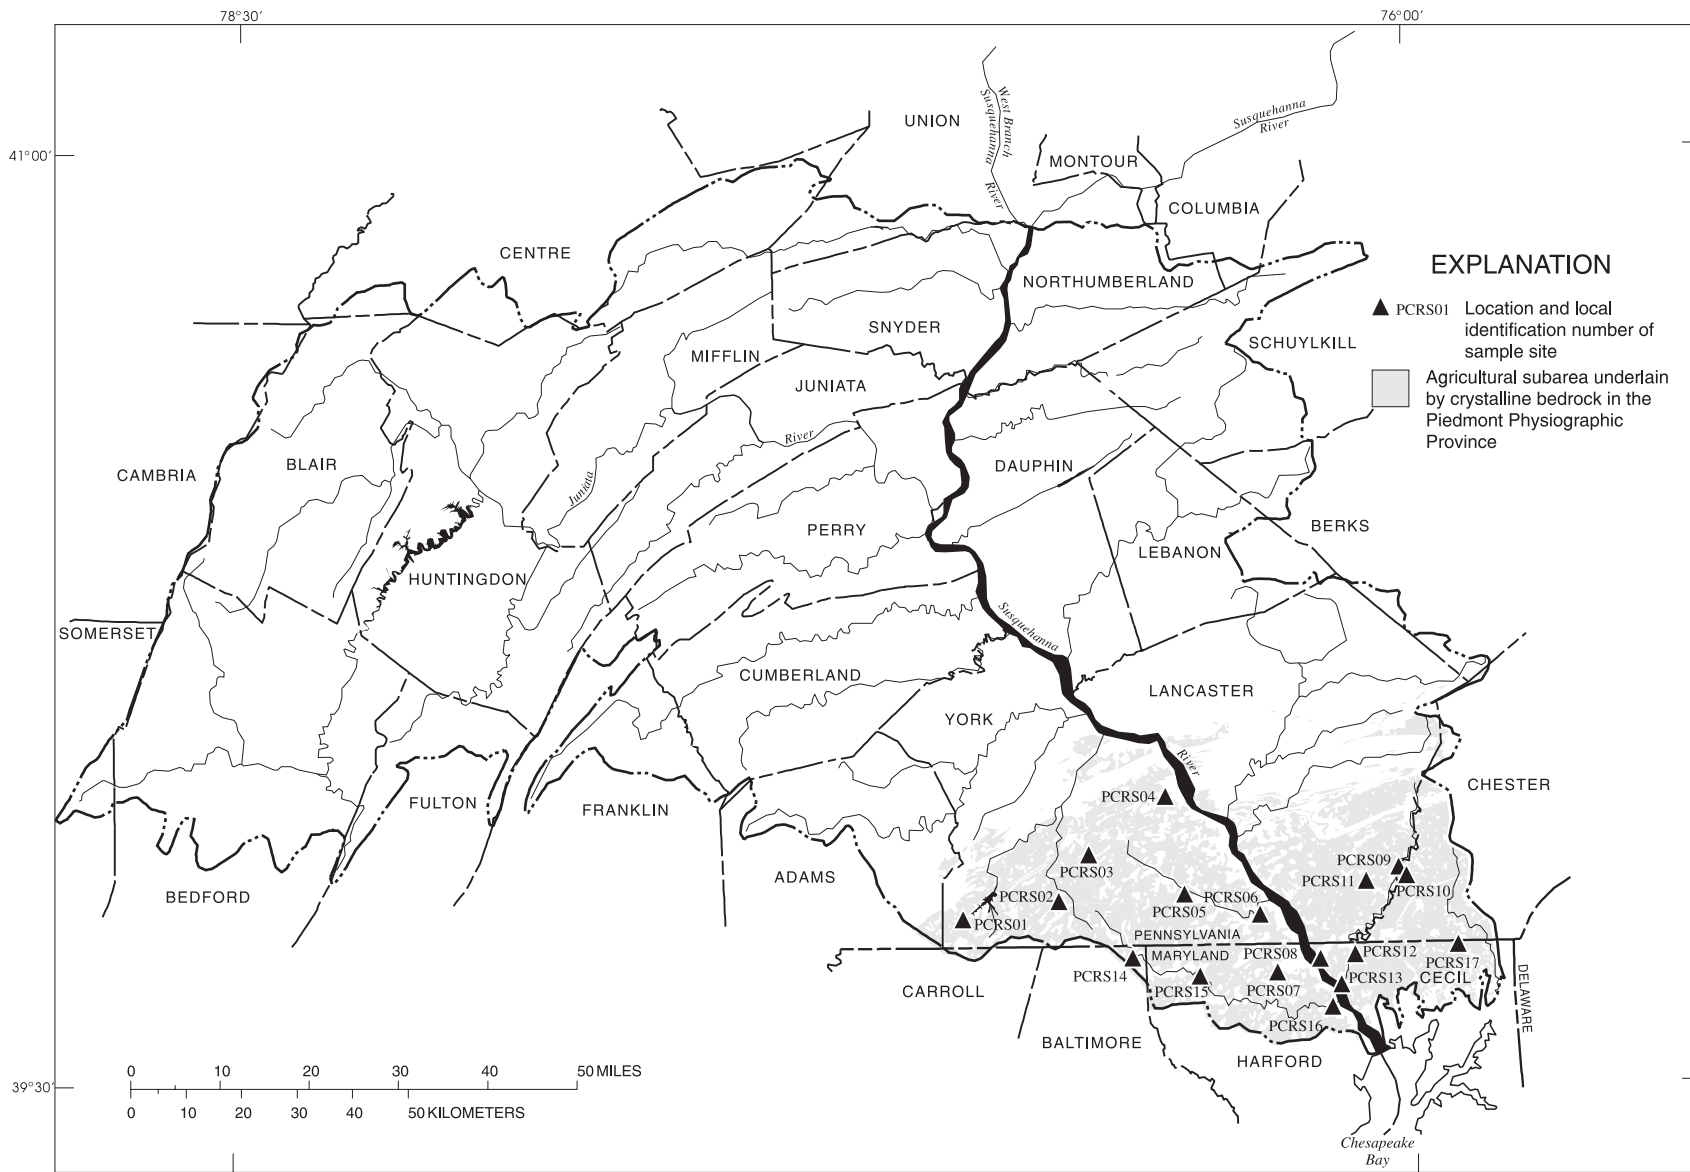 78°30'
76°00'
41°00'
39°30'
UNION
West Branch
Susquehanna
River
Susquehanna
River
MONTOUR
COLUMBIA
CENTRE
NORTHUMBERLAND
EXPLANATION
PCRS01
Location and local
identification number of
sample site
Agricultural subarea underlain
by crystalline bedrock in the
Piedmont Physiographic
Province
SNYDER
SCHUYLKILL
MIFFLIN
JUNIATA
River
Juniata
CAMBRIA
BLAIR
DAUPHIN
PERRY
BERKS
LEBANON
HUNTINGDON
SOMERSET
Susquehanna
River
CUMBERLAND
LANCASTER
YORK
CHESTER
FULTON
FRANKLIN
ADAMS
BEDFORD
PCRS04
PCRS03
PCRS09
PCRS11
PCRS10
PCRS02
PCRS05
PCRS06
PCRS01
PENNSYLVANIA
MARYLAND
PCRS08
PCRS12
PCRS17
PCRS14
PCRS15
PCRS07
PCRS13
CECIL
DELAWARE
CARROLL
PCRS16
BALTIMORE
HARFORD
0 10 20 30 40 50 MILES
0 10 20 30 40 50 KILOMETERS
Chesapeake
Bay